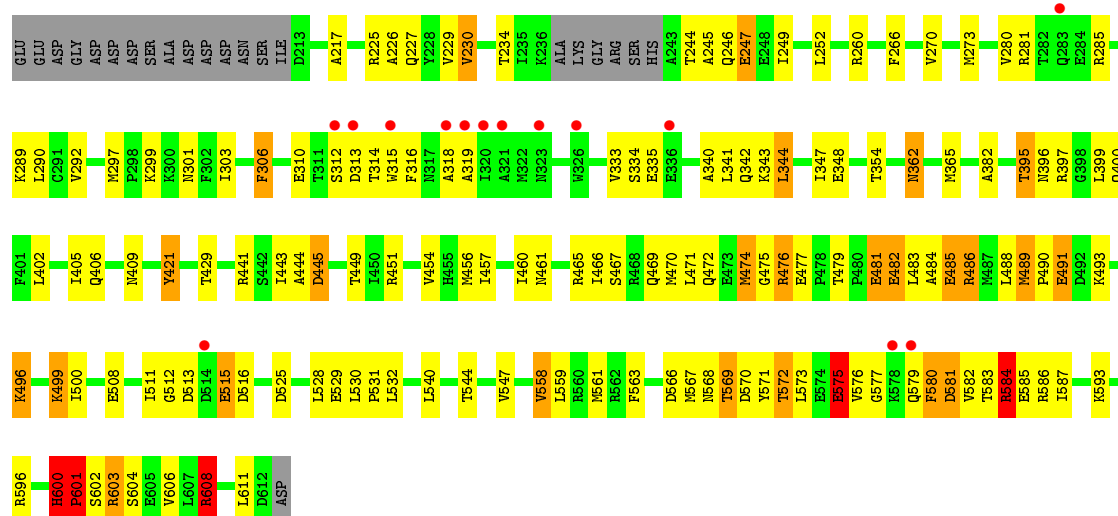 GLU GLU ASP GLY ASP ASP ASP SER ALA ASP ASP ASP ASN SER ILE D213 A217 R225 A226 Q227 Y228 V229 V230 T234 I235 K236 ALA LYS GLY ARG SER HIS A243 T244 A245 Q246 E247 E248 I249 L252 R260 F266 V270 M273 V280 R281 T282 Q283 E284 R285
K289 L290 C291 V292 M297 P298 K299 K300 N301 F302 I303 F306 E310 T311 S312 D313 T314 W315 F316 N317 A318 A319 I320 A321 M322 N323 W326 V333 S334 E335 E336 A340 L341 Q342 K343 L344 I347 E348 T354 N362 M365 A382 T395 N396 R397 G398 L399 Q400
F401 L402 I405 Q406 N409 Y421 T429 R441 S442 I443 A444 D445 T449 I450 R451 V454 H455 M456 I457 I460 N461 R465 I466 S467 R468 Q469 M470 L471 Q472 E473 M474 G475 R476 E477 P478 T479 P480 E481 E482 L483 A484 E485 R486 M487 L488 M489 P490 E491 D492 K493
K496 K499 I500 E508 I511 G512 D513 D514 E515 D516 D525 L528 E529 L530 P531 L532 L540 T544 V547 V558 L559 R560 M561 R562 F563 D566 M567 N568 T569 D570 Y571 T572 L573 E574 E575 V576 G577 K578 Q579 F580 D581 V582 T583 R584 E585 R586 I587 K593
R596 H600 P601 S602 R603 S604 E605 V606 L607 R608 L611 D612 ASP